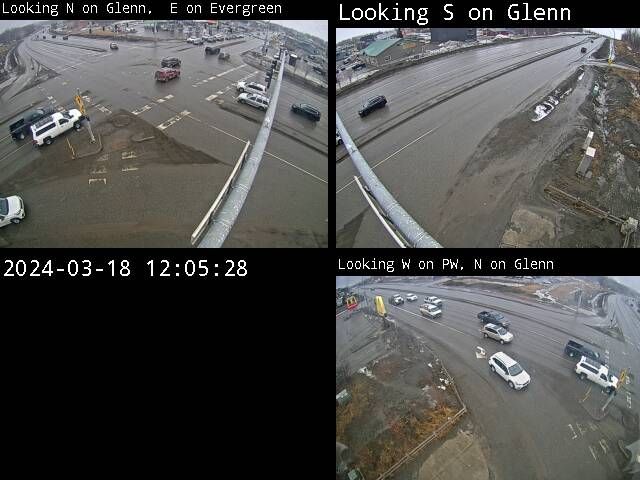 Looking N on Glenn,  E on Evergreen
Looking S on Glenn
2024-03-18 12:05:28
Looking W on PW, N on Glenn